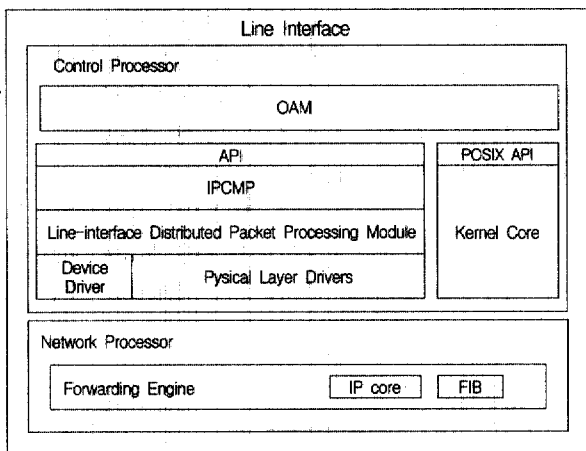 Line Interface
Control Processor
OAM
API
POSIX API
IPCMP
Line-interface Distributed Packet Processing Module
Kernel Core
Device
Driver
Pysical Layer Drivers
Network Processor
Forwarding Engine
IP core
FIB